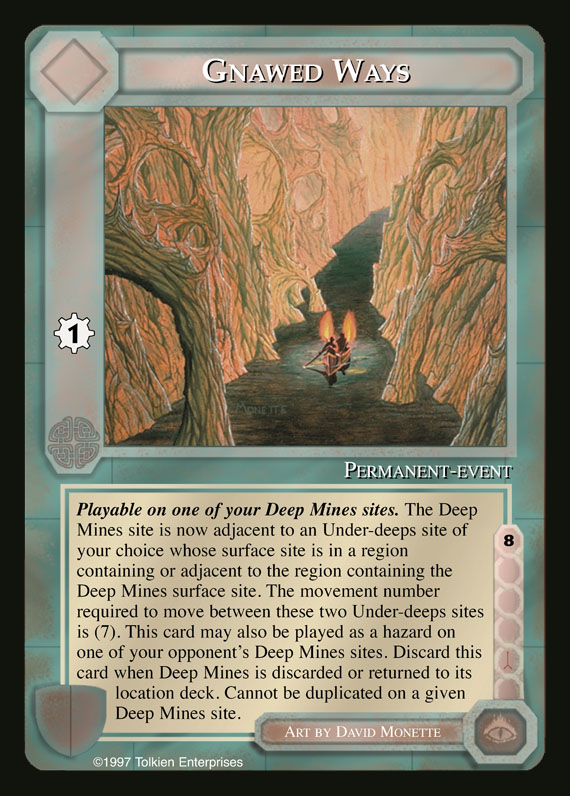 Gnawed Ways
Monette
1
Permanent-event
Playable on one of your Deep Mines sites. The Deep
Mines site is now adjacent to an Under-deeps site of
your choice whose surface site is in a region
containing or adjacent to the region containing the
Deep Mines surface site. The movement number
required to move between these two Under-deeps sites
is (7). This card may also be played as a hazard on
one of your opponent's Deep Mines sites. Discard this
card when Deep Mines is discarded or returned to its
location deck. Cannot be duplicated on a given
Deep Mines site.
8
Art by David Monette
©1997 Tolkien Enterprises